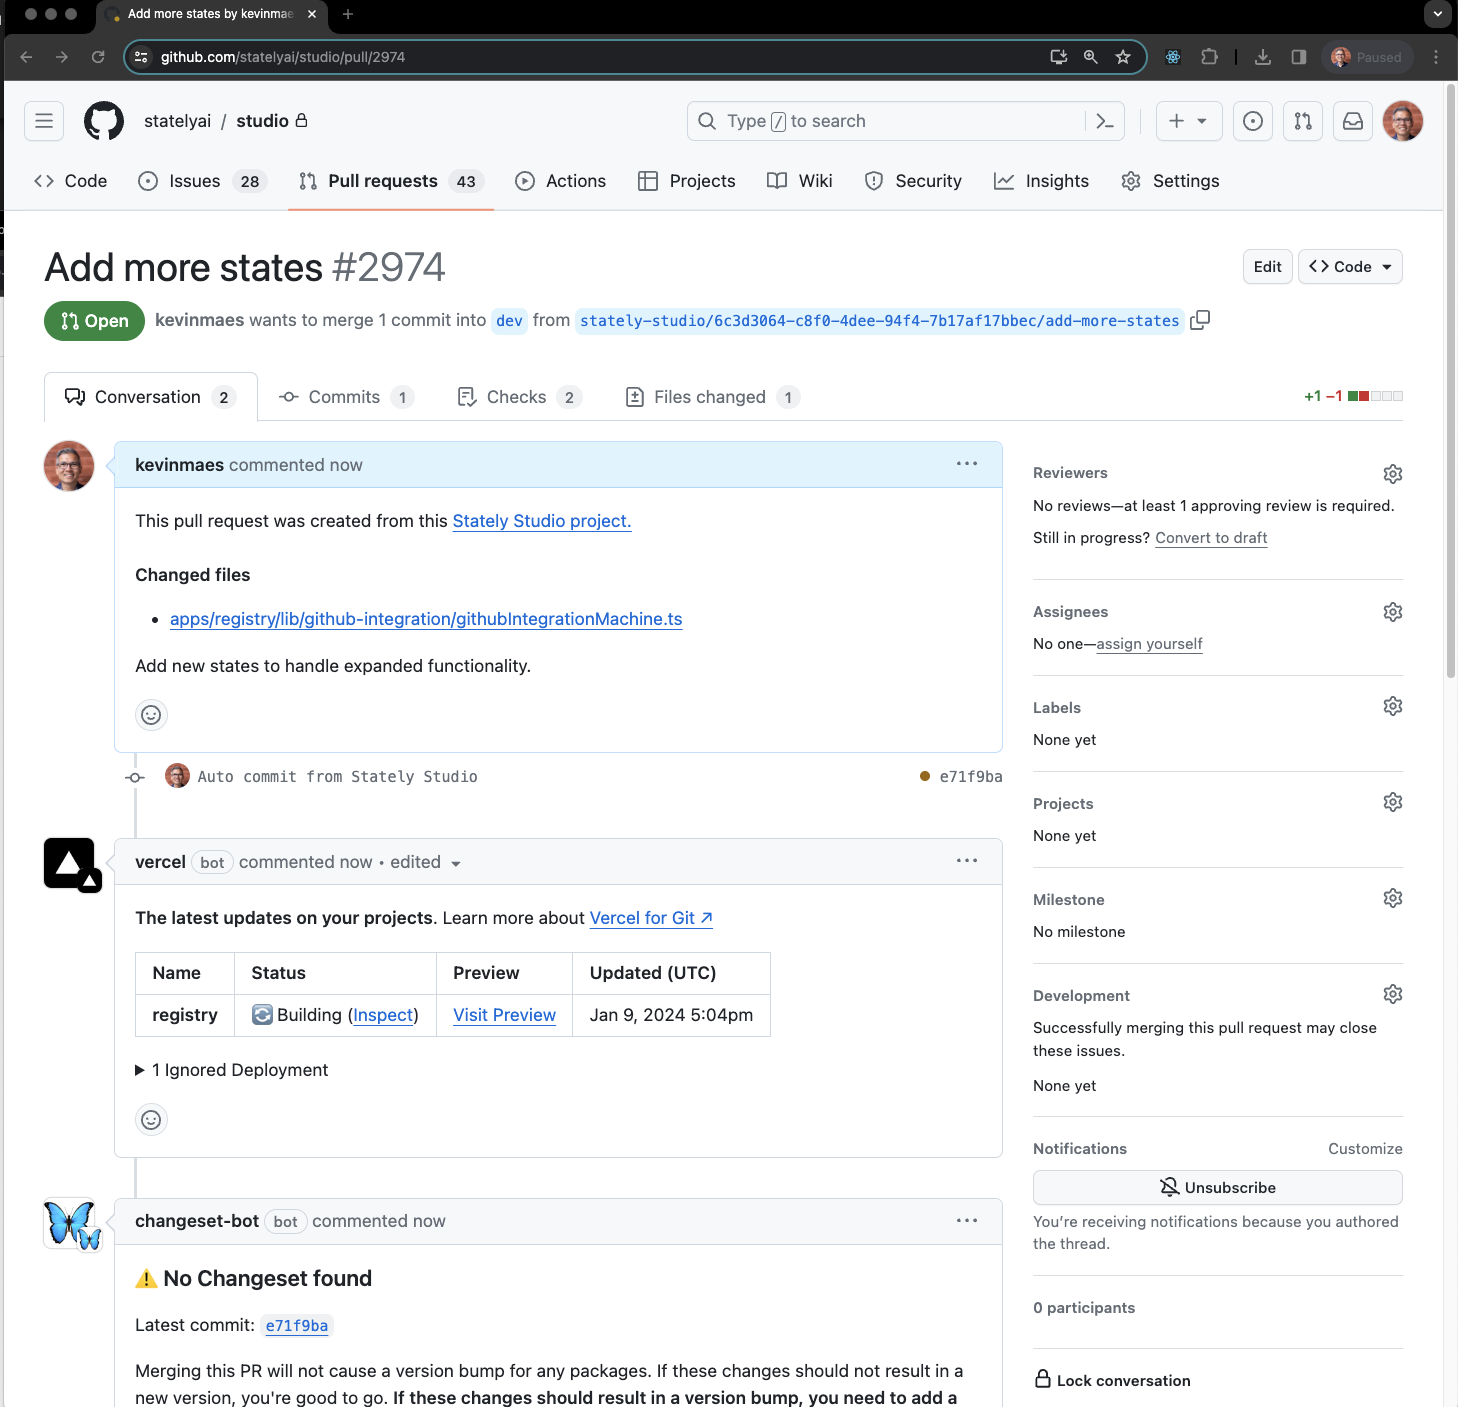 Add more states by kevinmae
github.com/statelyai/studio/pull/2974
Paused
statelyai / studio
Type / to search
Code
Issues 28
Pull requests 43
Actions
Projects
Wiki
Security
Insights
Settings
Add more states #2974
Edit
Code
Open
kevinmaes wants to merge 1 commit into dev from stately-studio/6c3d3064-c8f0-4dee-94f4-7b17af17bbec/add-more-states
Conversation 2
Commits 1
Checks 2
Files changed 1
+1 −1
kevinmaes commented now
This pull request was created from this Stately Studio project.
Changed files
apps/registry/lib/github-integration/githubIntegrationMachine.ts
Add new states to handle expanded functionality.
Auto commit from Stately Studio
e71f9ba
vercel bot commented now • edited
The latest updates on your projects. Learn more about Vercel for Git ↗
Name Status Preview Updated (UTC)
registry Building (Inspect) Visit Preview Jan 9, 2024 5:04pm
1 Ignored Deployment
changeset-bot bot commented now
⚠️ No Changeset found
Latest commit: e71f9ba
Merging this PR will not cause a version bump for any packages. If these changes should not result in a
new version, you're good to go. If these changes should result in a version bump, you need to add a
Reviewers
No reviews—at least 1 approving review is required.
Still in progress? Convert to draft
Assignees
No one—assign yourself
Labels
None yet
Projects
None yet
Milestone
No milestone
Development
Successfully merging this pull request may close
these issues.
None yet
Notifications
Customize
Unsubscribe
You're receiving notifications because you authored
the thread.
0 participants
Lock conversation